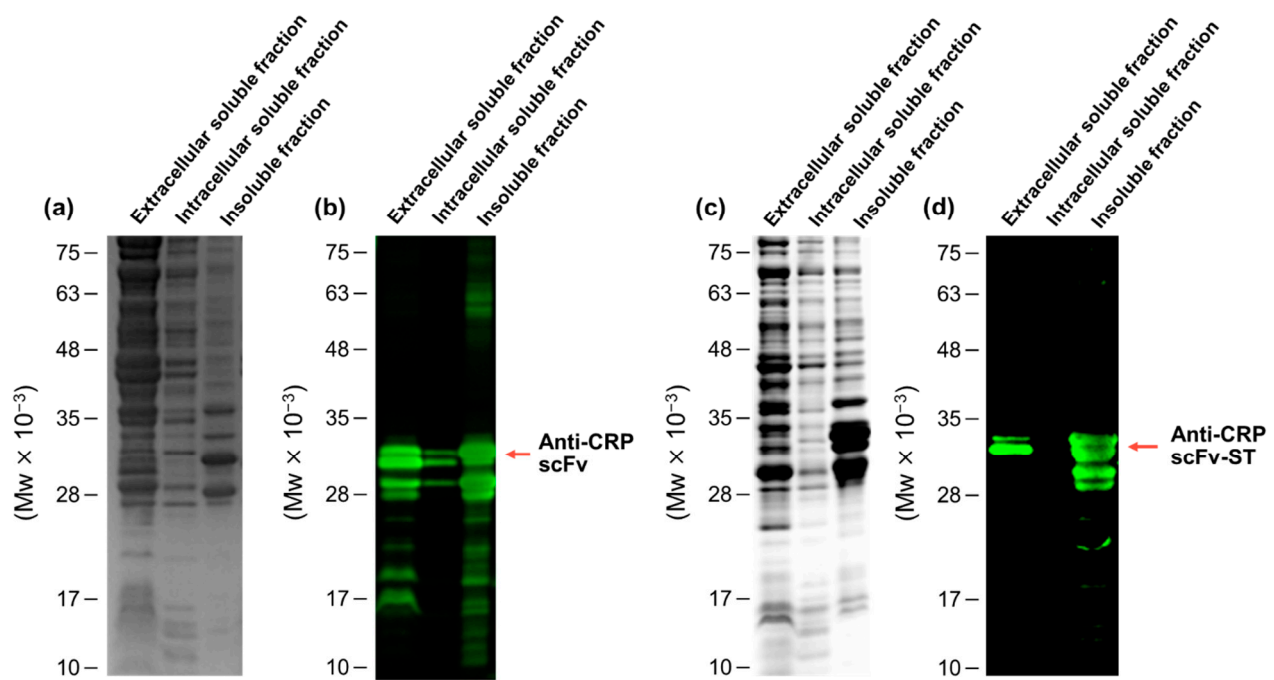 (a)
Extracellular soluble fraction
Intracellular soluble fraction
Insoluble fraction
(Mw × 10⁻³)
75
63
48
35
28
17
10
(b)
Extracellular soluble fraction
Intracellular soluble fraction
Insoluble fraction
75
63
48
35
28
17
10
(Mw × 10⁻³)
Anti-CRP
scFv
(c)
Extracellular soluble fraction
Intracellular soluble fraction
Insoluble fraction
75
63
48
35
28
17
10
(Mw × 10⁻³)
(d)
Extracellular soluble fraction
Intracellular soluble fraction
Insoluble fraction
75
63
48
35
28
17
10
(Mw × 10⁻³)
Anti-CRP
scFv-ST